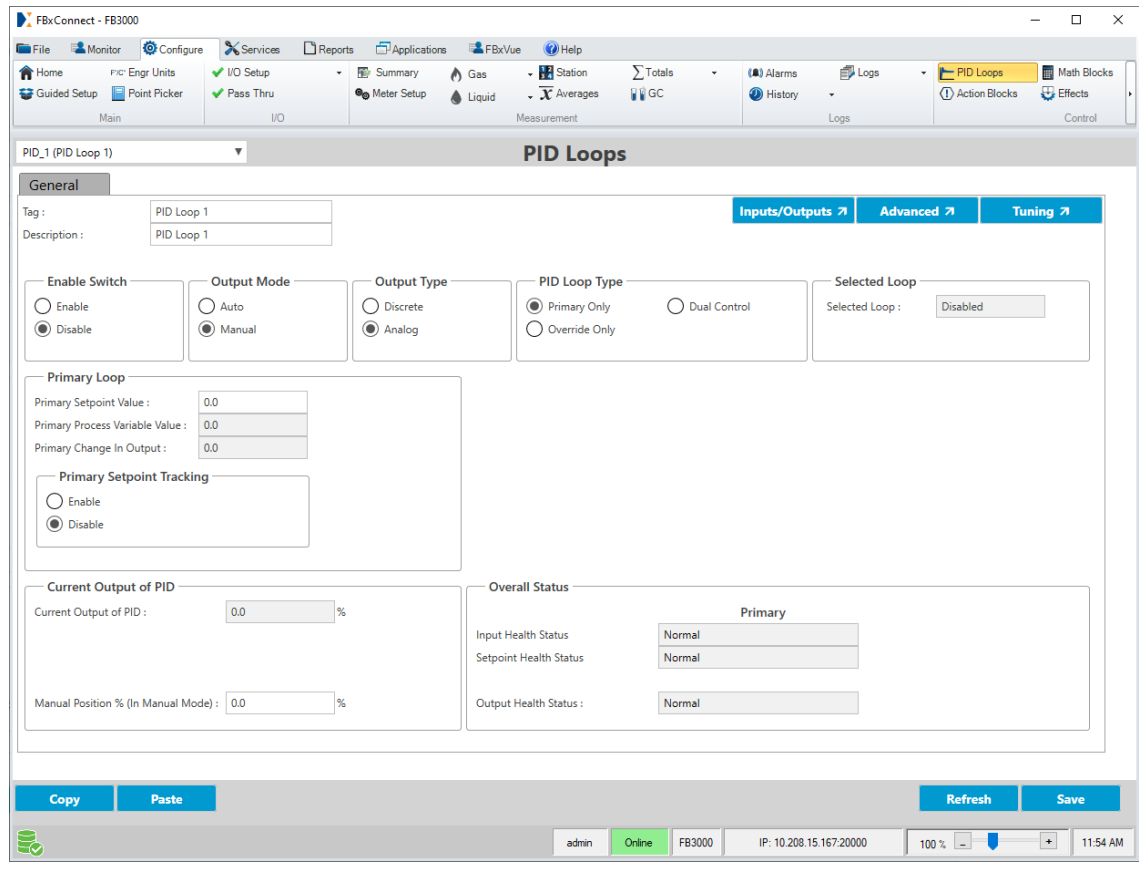 FBxConnect - FB3000
File Monitor Configure Services Reports Applications FBxVue Help
Home Engr Units I/O Setup Summary Gas Station Totals Alarms Logs PID Loops Math Blocks
Guided Setup Point Picker Pass Thru Meter Setup Liquid Averages GC History Action Blocks Effects
Main I/O Measurement Logs Control
PID_1 (PID Loop 1)
PID Loops
General
Tag : PID Loop 1
Inputs/Outputs Advanced Tuning
Description : PID Loop 1
Enable Switch Output Mode Output Type PID Loop Type Selected Loop
Enable Auto Discrete Primary Only Dual Control Selected Loop : Disabled
Disable Manual Analog Override Only
Primary Loop
Primary Setpoint Value : 0.0
Primary Process Variable Value : 0.0
Primary Change In Output : 0.0
Primary Setpoint Tracking
Enable
Disable
Current Output of PID Overall Status
Current Output of PID : 0.0 % Primary
Input Health Status Normal
Setpoint Health Status Normal
Manual Position % (In Manual Mode) : 0.0 % Output Health Status : Normal
Copy Paste Refresh Save
admin Online FB3000 IP: 10.208.15.167:20000 100 % - + 11:54 AM